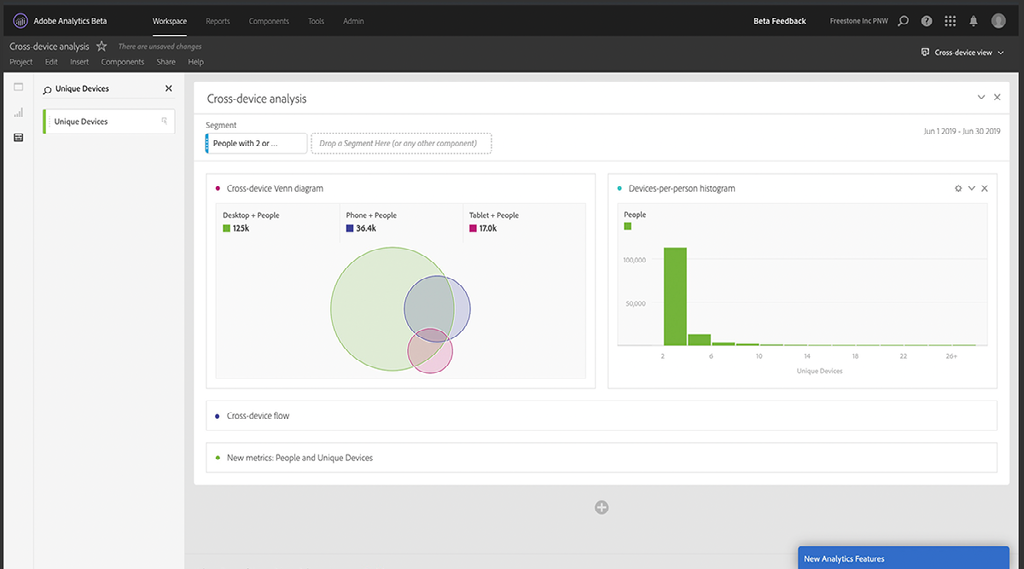 Adobe Analytics Beta
Workspace
Reports
Components
Tools
Admin
Beta Feedback
Freestone Inc PNW
Cross-device analysis
There are unsaved changes
Project
Edit
Insert
Components
Share
Help
Cross-device view
Unique Devices
Unique Devices
Cross-device analysis
Segment
People with 2 or ...
Drop a Segment Here (or any other component)
Jun 1 2019 - Jun 30 2019
Cross-device Venn diagram
Desktop + People
125k
Phone + People
36.4k
Tablet + People
17.0k
Devices-per-person histogram
People
100,000
50,000
2 6 10 14 18 22 26+
Unique Devices
Cross-device flow
New metrics: People and Unique Devices
New Analytics Features